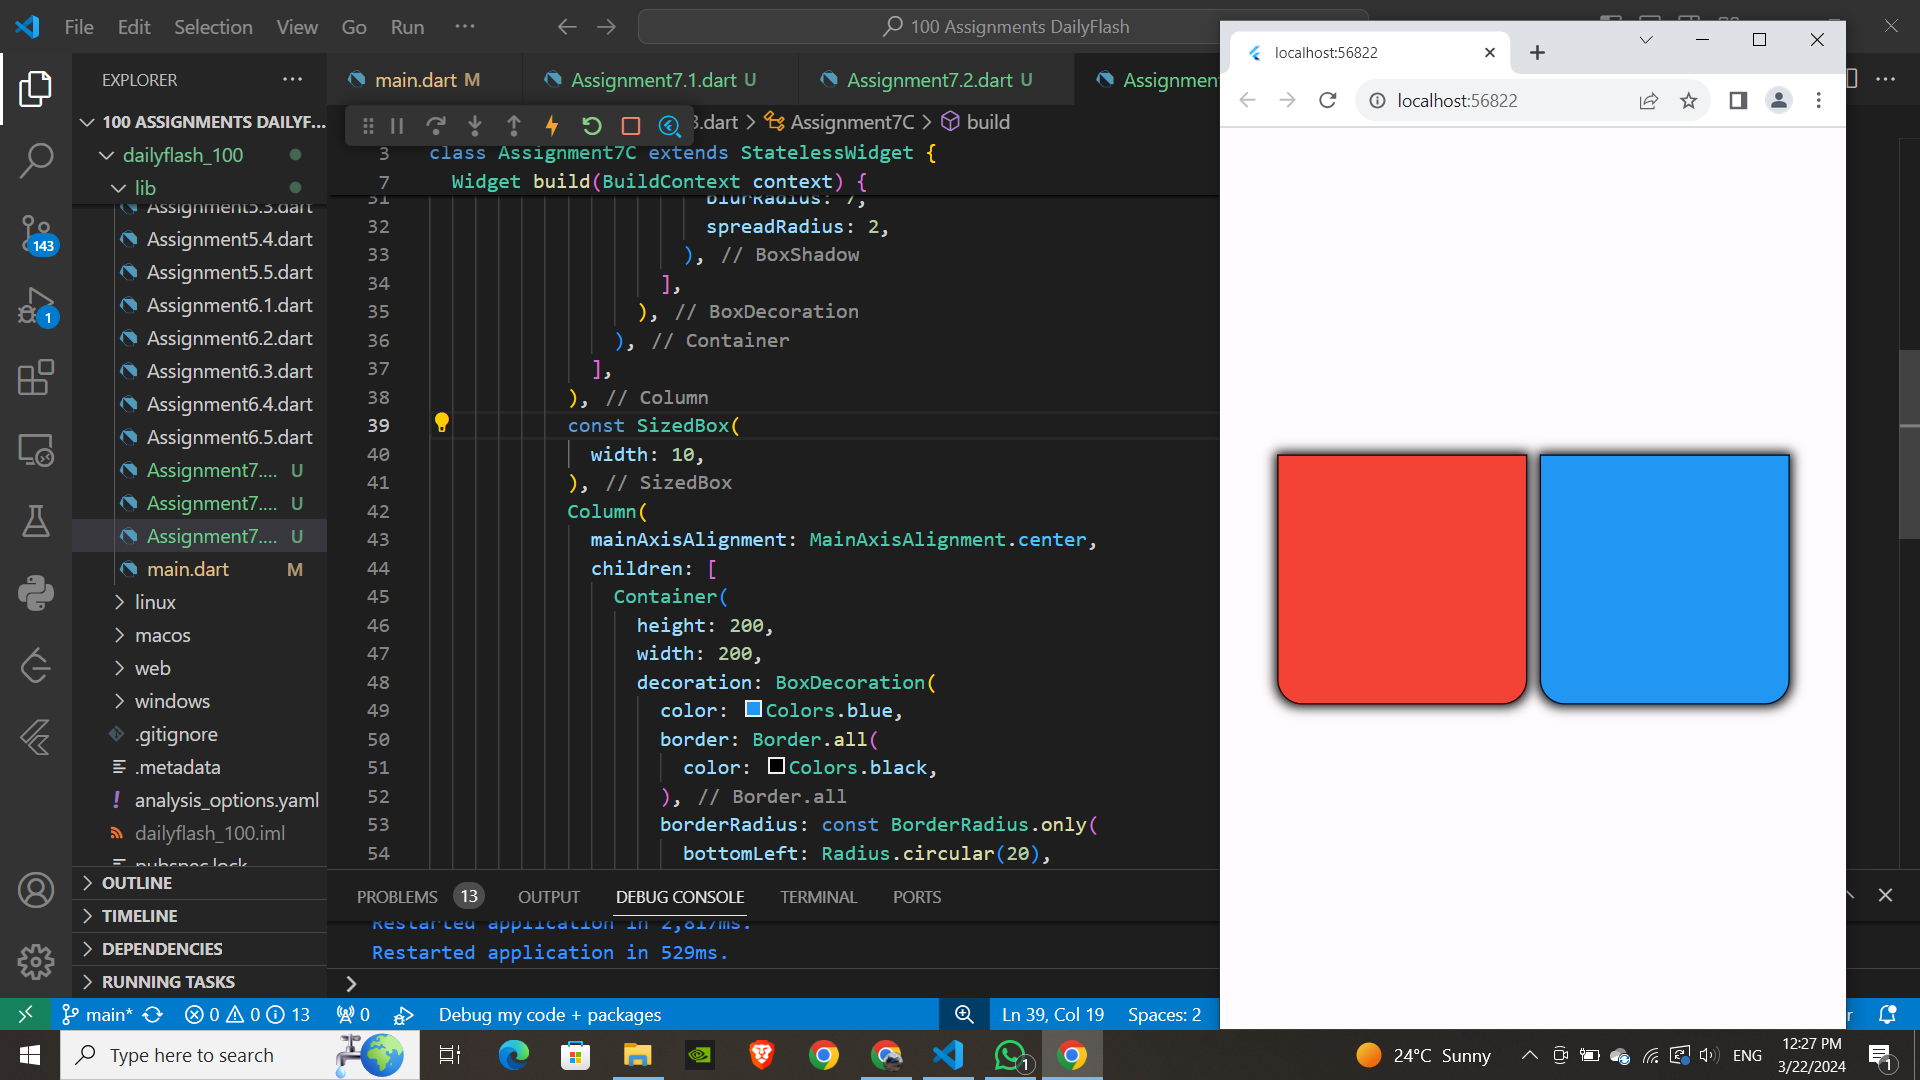 File Edit Selection View Go Run ···
100 Assignments DailyFlash
EXPLORER
100 ASSIGNMENTS DAILYF...
dailyflash_100
lib
Assignment5.3.dart
Assignment5.4.dart
Assignment5.5.dart
Assignment6.1.dart
Assignment6.2.dart
Assignment6.3.dart
Assignment6.4.dart
Assignment6.5.dart
Assignment7.... U
Assignment7.... U
Assignment7.... U
main.dart M
linux
macos
web
windows
.gitignore
.metadata
analysis_options.yaml
dailyflash_100.iml
pubspec.lock
OUTLINE
TIMELINE
DEPENDENCIES
RUNNING TASKS
143
1
main.dart M
Assignment7.1.dart U
Assignment7.2.dart U
Assignment
3.dart > Assignment7C > build
3 class Assignment7C extends StatelessWidget {
7 Widget build(BuildContext context) {
31 blurRadius: 7,
32 spreadRadius: 2,
33 ), // BoxShadow
34 ],
35 ), // BoxDecoration
36 ), // Container
37 ],
38 ), // Column
39 const SizedBox(
40 width: 10,
41 ), // SizedBox
42 Column(
43 mainAxisAlignment: MainAxisAlignment.center,
44 children: [
45 Container(
46 height: 200,
47 width: 200,
48 decoration: BoxDecoration(
49 color: Colors.blue,
50 border: Border.all(
51 color: Colors.black,
52 ), // Border.all
53 borderRadius: const BorderRadius.only(
54 bottomLeft: Radius.circular(20),
PROBLEMS 13 OUTPUT DEBUG CONSOLE TERMINAL PORTS
Restarted application in 2,817ms.
Restarted application in 529ms.
localhost:56822
localhost:56822
main* 0 0 13 0 Debug my code + packages Ln 39, Col 19 Spaces: 2
Type here to search
24°C Sunny
ENG
12:27 PM
3/22/2024
1
1